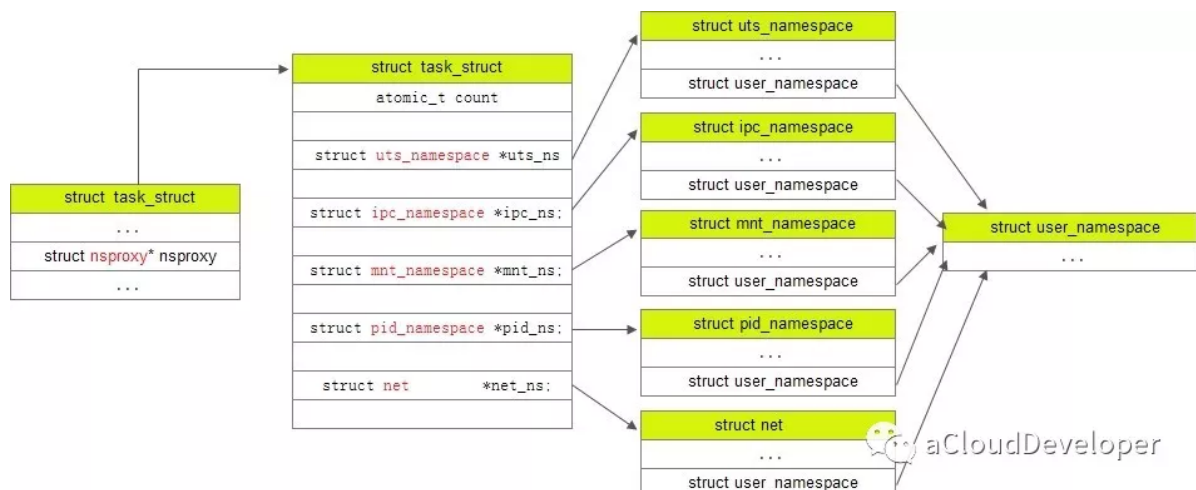 struct task_struct
...
struct nsproxy* nsproxy
...
struct task_struct
atomic_t count
struct uts_namespace *uts_ns
struct ipc_namespace *ipc_ns;
struct mnt_namespace *mnt_ns;
struct pid_namespace *pid_ns;
struct net *net_ns;
struct uts_namespace
...
struct user_namespace
struct ipc_namespace
...
struct user_namespace
struct mnt_namespace
...
struct user_namespace
struct pid_namespace
...
struct user_namespace
struct net
...
struct user_namespace
struct user_namespace
...
aCloudDeveloper